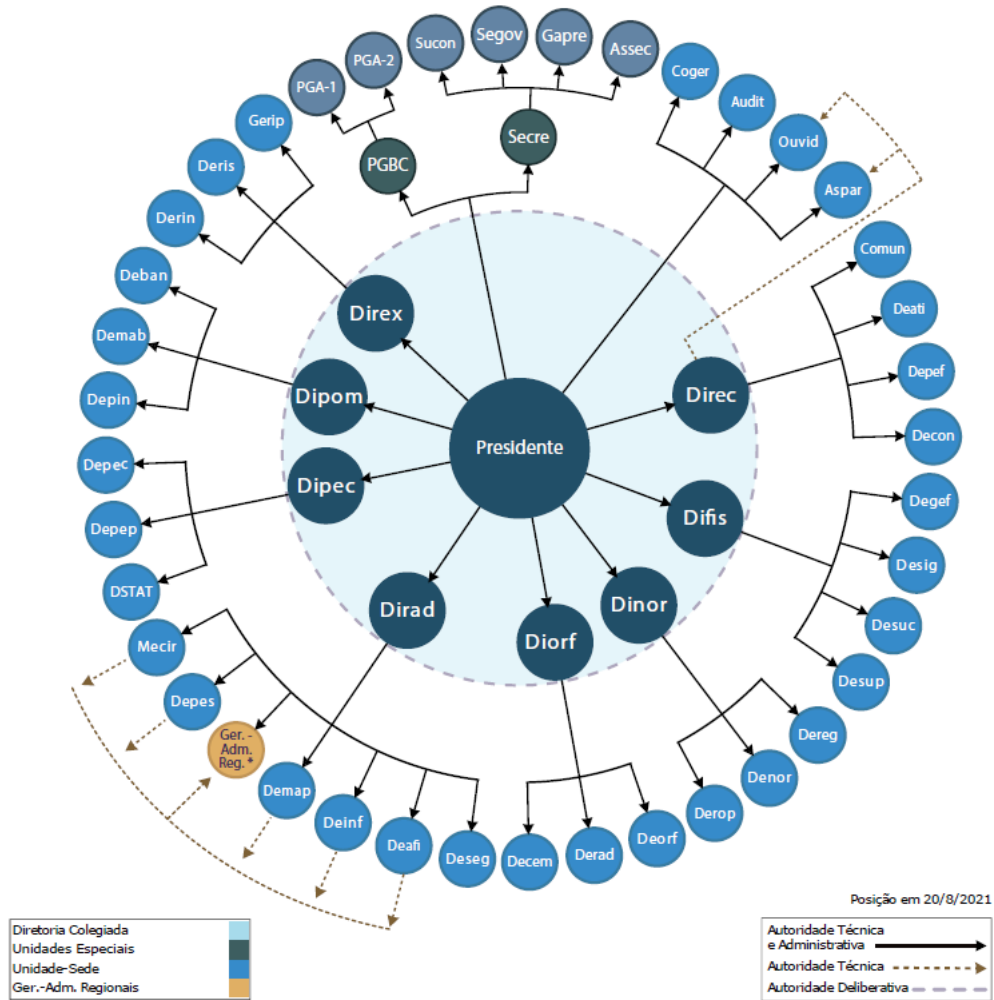 Sucon
Segov
Gapre
Assec
PGA-1
PGA-2
Coger
Audit
Ouvid
Aspar
Gerip
Deris
Derin
PGBC
Secre
Deban
Demab
Depin
Depec
Depep
DSTAT
Direx
Dipom
Dipec
Presidente
Direc
Difis
Dinor
Diorf
Dirad
Comun
Deati
Depef
Decon
Degef
Desig
Desuc
Desup
Dereg
Denor
Derop
Deorf
Derad
Decem
Deseg
Deafi
Deinf
Demap
Ger. -
Adm.
Reg. *
Depes
Mecir
Posição em 20/8/2021
Diretoria Colegiada
Unidades Especiais
Unidade-Sede
Ger.-Adm. Regionais
Autoridade Técnica
e Administrativa
Autoridade Técnica
Autoridade Deliberativa